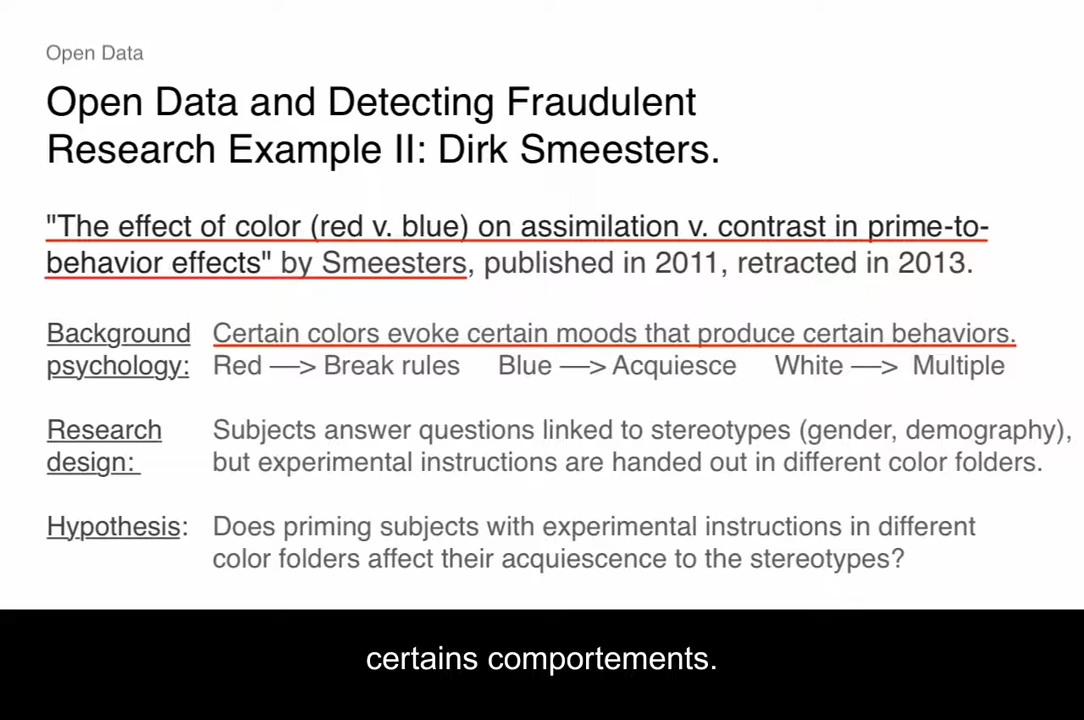 Open Data
Open Data and Detecting Fraudulent
Research Example II: Dirk Smeesters.
"The effect of color (red v. blue) on assimilation v. contrast in prime-to-
behavior effects" by Smeesters, published in 2011, retracted in 2013.
Background Certain colors evoke certain moods that produce certain behaviors.
psychology: Red —> Break rules Blue —> Acquiesce White —> Multiple
Research Subjects answer questions linked to stereotypes (gender, demography),
design: but experimental instructions are handed out in different color folders.
Hypothesis: Does priming subjects with experimental instructions in different
color folders affect their acquiescence to the stereotypes?
certains comportements.